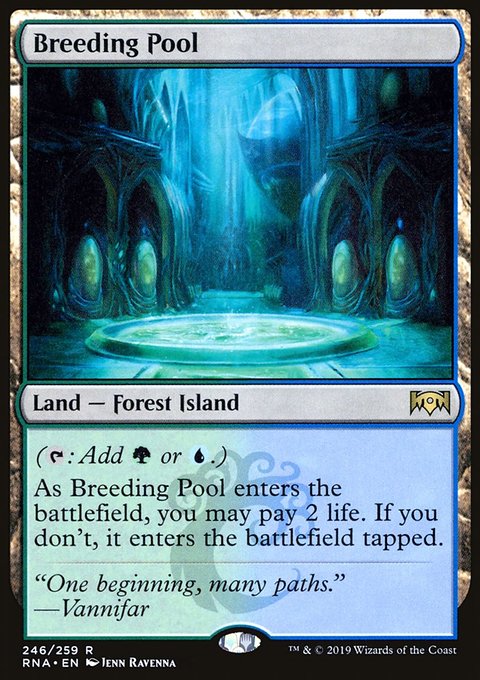 Breeding Pool
Land — Forest Island
(: Add or .)
As Breeding Pool enters the
battlefield, you may pay 2 life. If you
don't, it enters the battlefield tapped.
“One beginning, many paths.”
—Vannifar
246/259 R
RNA • EN Jenn Ravenna
™ & © 2019 Wizards of the Coast